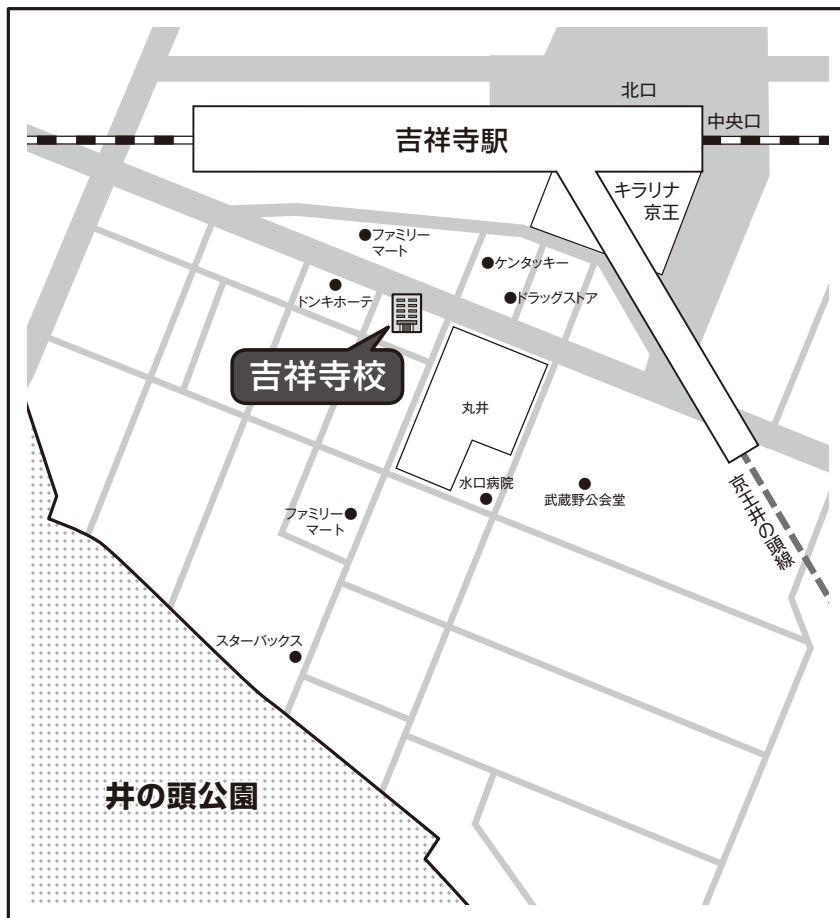 北口
中央口
吉祥寺駅
キラリナ
京王
ファミリー
マート
ケンタッキー
ドンキホーテ
ドラッグストア
吉祥寺校
丸井
水口病院
武蔵野公会堂
京王井の頭線
ファミリー
マート
スターバックス
井の頭公園